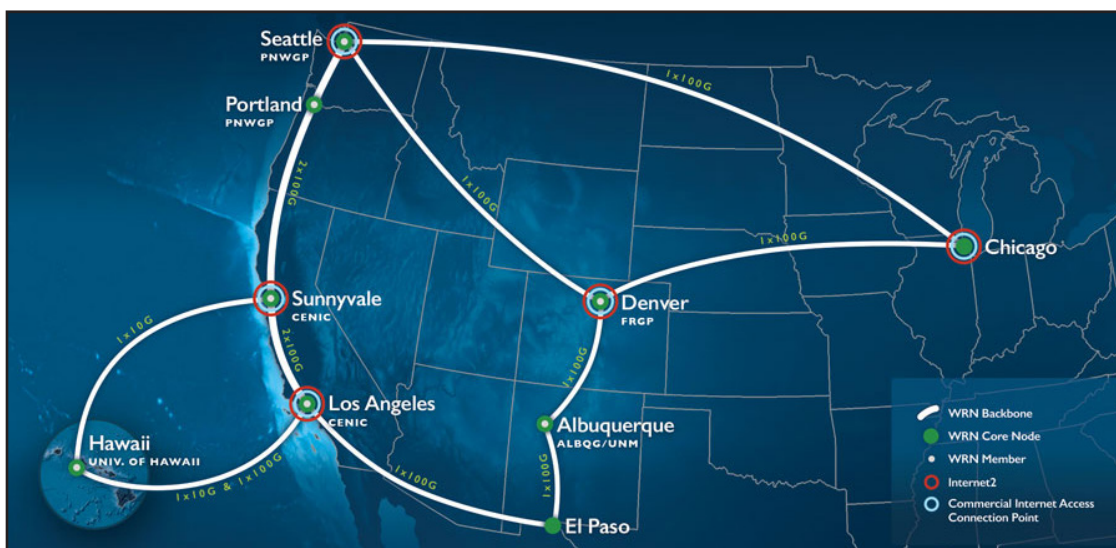 Seattle
PNWGP
Portland
PNWGP
1x100G
2x100G
1x100G
1x100G
Chicago
Sunnyvale
CENIC
Denver
FRGP
1x10G
2x100G
1x100G
Los Angeles
CENIC
Albuquerque
ALBQG/UNM
Hawaii
UNIV. OF HAWAII
1x10G & 1x100G
1x100G
1x100G
El Paso
WRN Backbone
WRN Core Node
WRN Member
Internet2
Commercial Internet Access
Connection Point